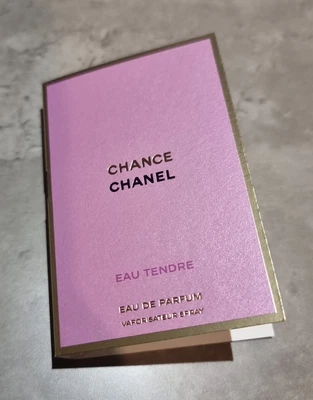 CHANCE
CHANEL
EAU TENDRE
EAU DE PARFUM
VAPORISATEUR SPRAY